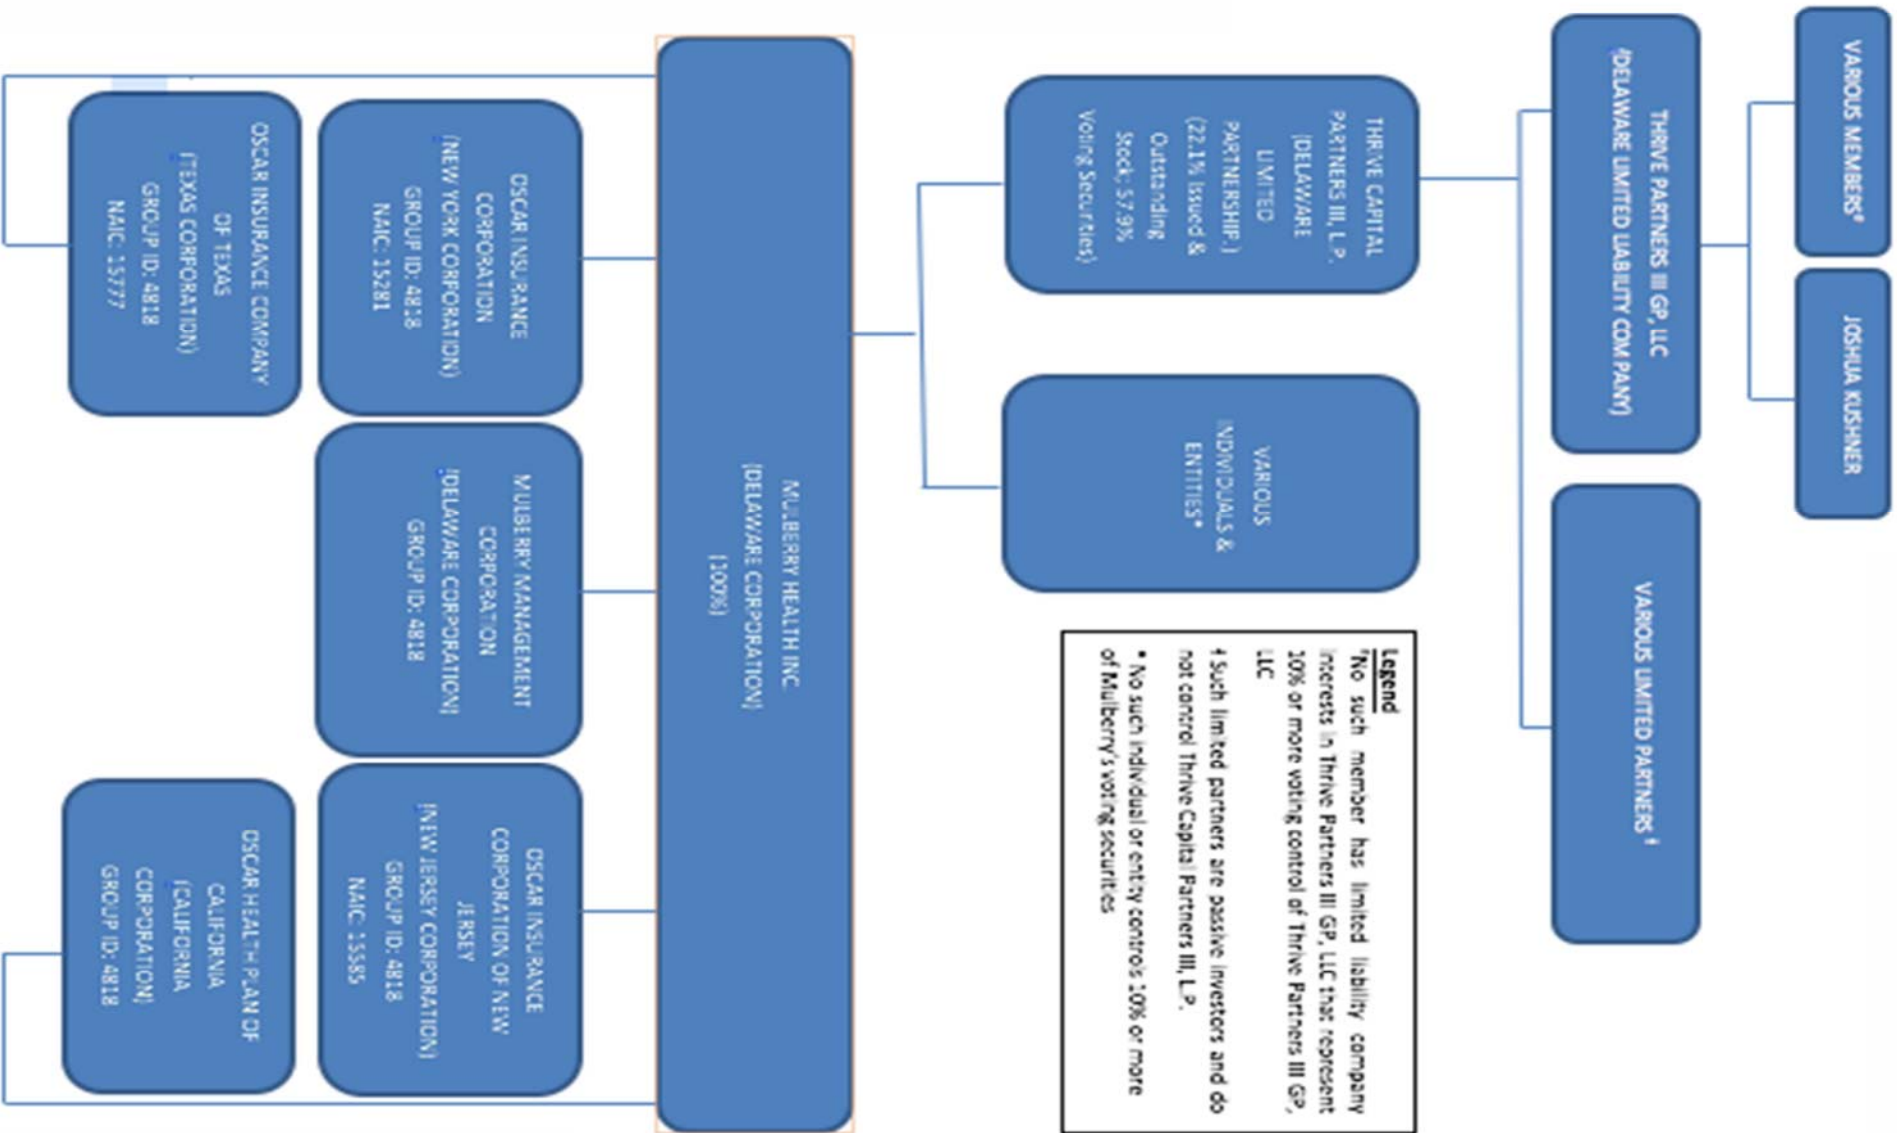 VARIOUS MEMBERS#
JOSHUA KUSHNER
THRIVE PARTNERS III GP, LLC
(DELAWARE LIMITED LIABILITY COMPANY)
VARIOUS LIMITED PARTNERS‡
THRIVE CAPITAL
PARTNERS III, L.P.
(DELAWARE
LIMITED
PARTNERSHIP.)
(22.1% Issued &
Outstanding
Stock; 57.9%
Voting Securities)
VARIOUS
INDIVIDUALS &
ENTITIES*
Legend
#No such member has limited liability company
interests in Thrive Partners III GP, LLC that represent
10% or more voting control of Thrive Partners III GP,
LLC
‡ Such limited partners are passive investors and do
not control Thrive Capital Partners III, L.P.
* No such individual or entity controls 10% or more
of Mulberry's voting securities
MULBERRY HEALTH INC.
(DELAWARE CORPORATION)
(100%)
OSCAR INSURANCE
CORPORATION
(NEW YORK CORPORATION)
GROUP ID: 4818
NAIC: 15281
MULBERRY MANAGEMENT
CORPORATION
(DELAWARE CORPORATION)
GROUP ID: 4818
OSCAR INSURANCE
CORPORATION OF NEW
JERSEY
(NEW JERSEY CORPORATION)
GROUP ID: 4818
NAIC: 15585
OSCAR INSURANCE COMPANY
OF TEXAS
(TEXAS CORPORATION)
GROUP ID: 4818
NAIC: 15777
OSCAR HEALTH PLAN OF
CALIFORNIA
(CALIFORNIA
CORPORATION)
GROUP ID: 4818